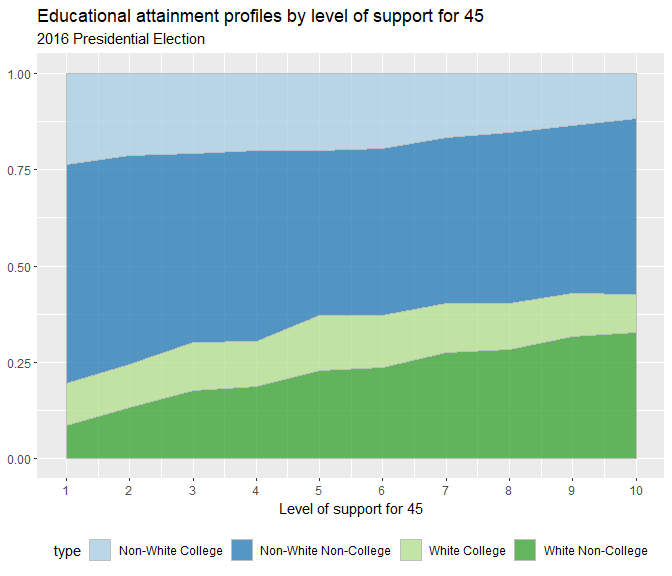 Educational attainment profiles by level of support for 45
2016 Presidential Election
1.00
0.75
0.50
0.25
0.00
1 2 3 4 5 6 7 8 9 10
Level of support for 45
type Non-White College Non-White Non-College White College White Non-College